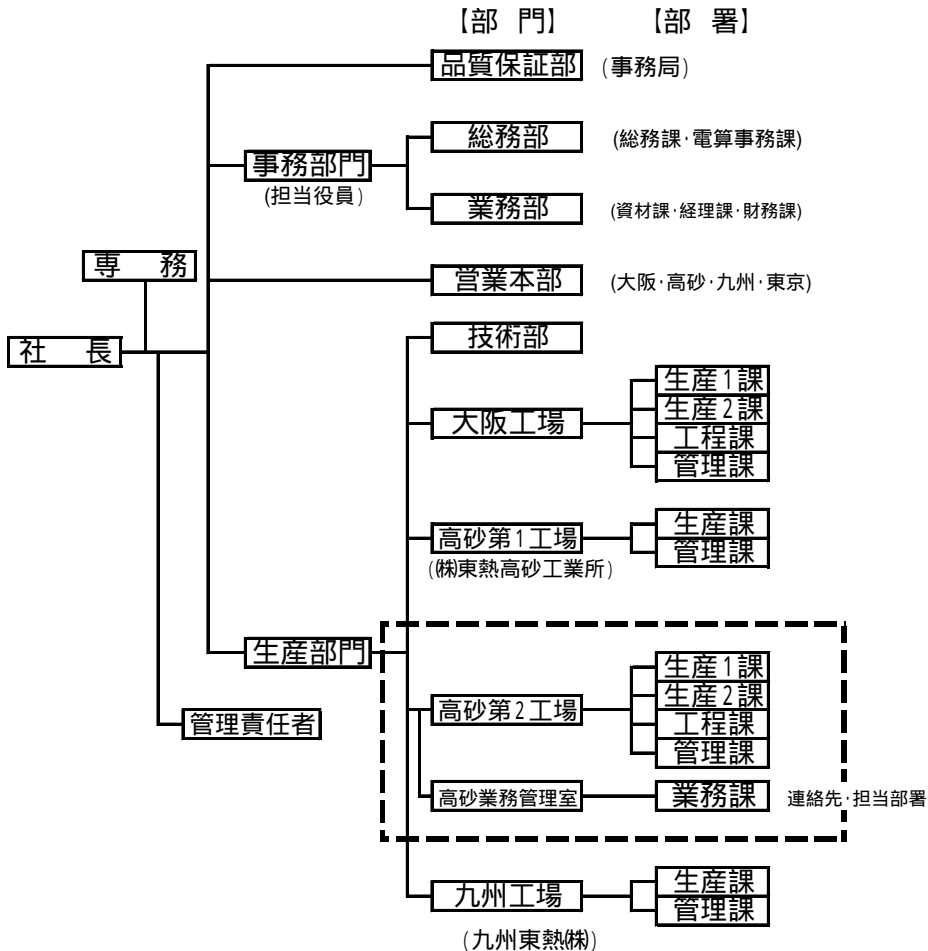 【部 門】 【部 署】
品質保証部 (事務局)
総務部 (総務課・電算事務課)
事務部門
(担当役員)
業務部 (資材課・経理課・財務課)
専 務
営業本部 (大阪・高砂・九州・東京)
技術部
社 長
生産1課
生産2課
大阪工場
工程課
管理課
生産課
高砂第1工場
管理課
(㈱東熱高砂工業所)
生産部門
生産1課
生産2課
高砂第2工場
工程課
管理責任者
管理課
高砂業務管理室 業務課 連絡先・担当部署
生産課
九州工場
管理課
(九州東熱㈱)